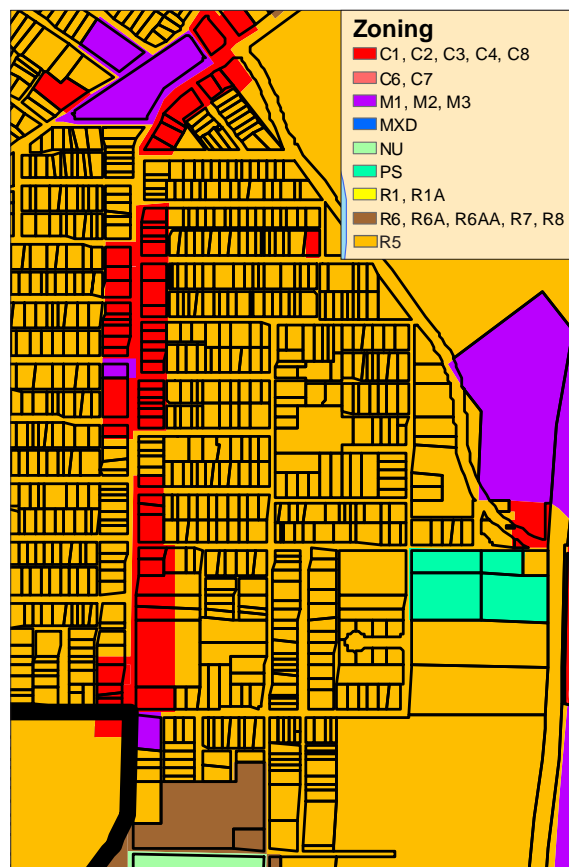 Zoning
C1, C2, C3, C4, C8
C6, C7
M1, M2, M3
MXD
NU
PS
R1, R1A
R6, R6A, R6AA, R7, R8
R5